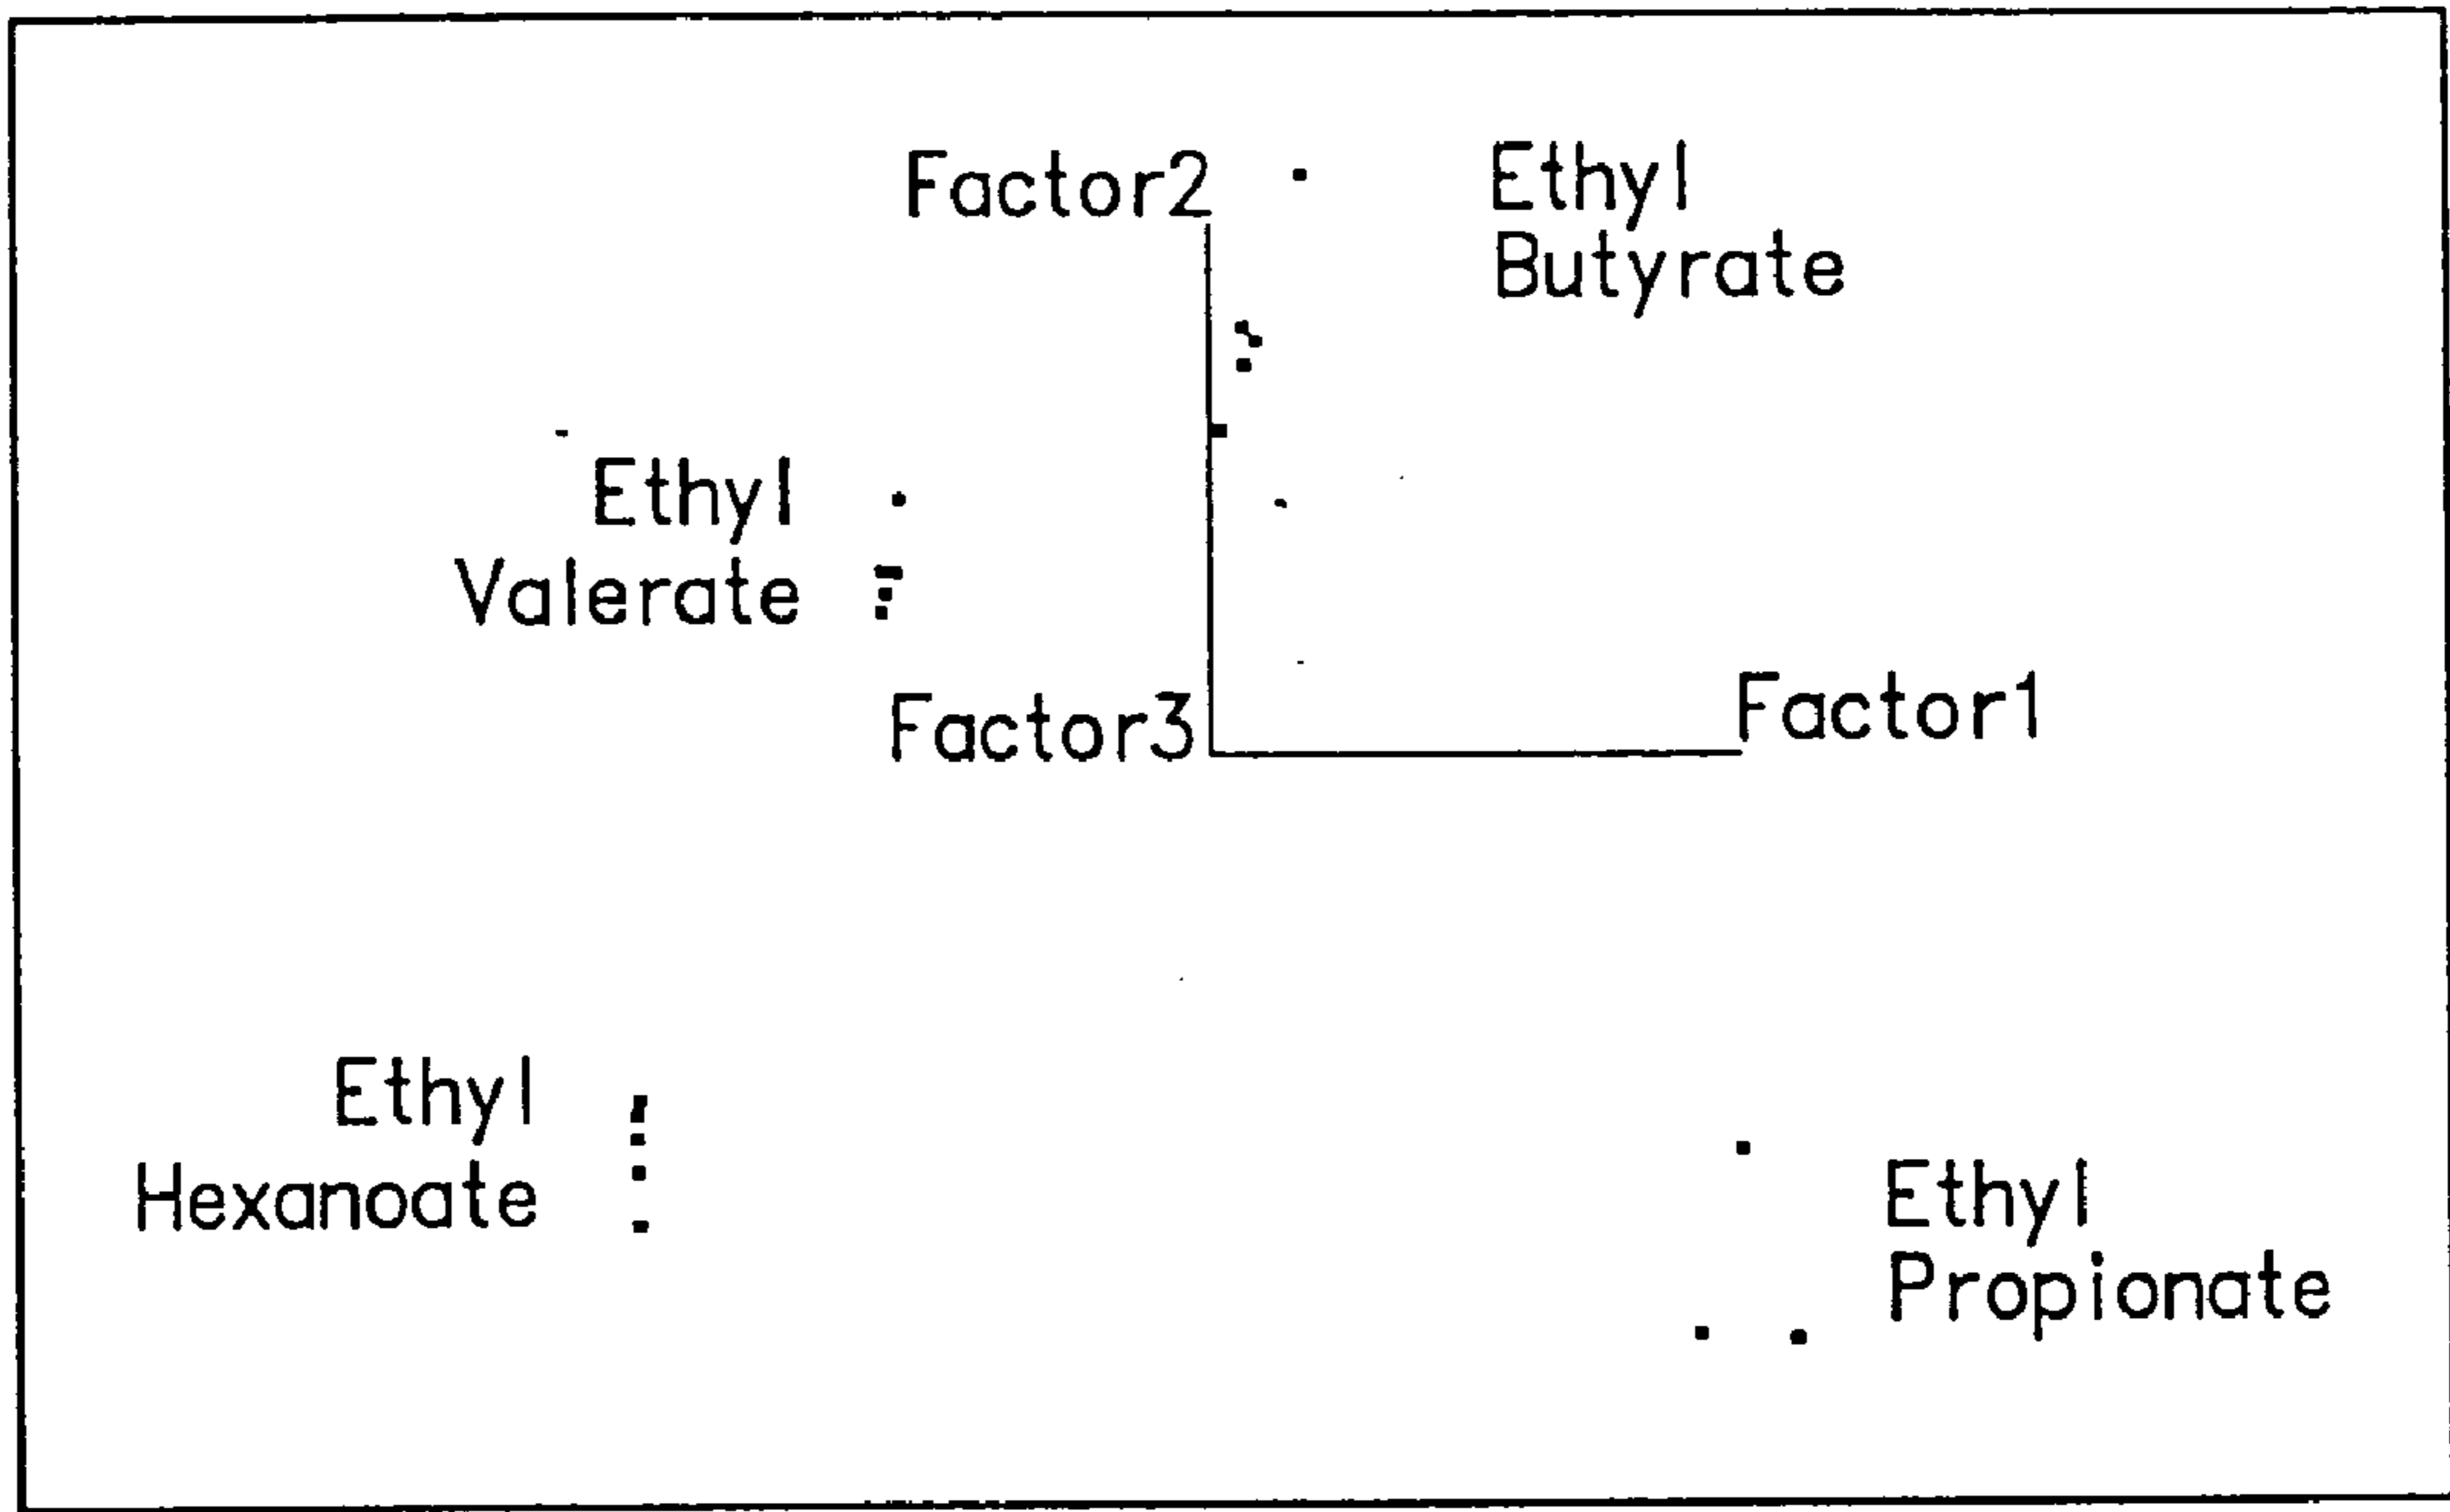 Factor2
Ethyl
Butyrate
Ethyl
Valerate
Factor3
Factor1
Ethyl
Hexanoate
Ethyl
Propionate